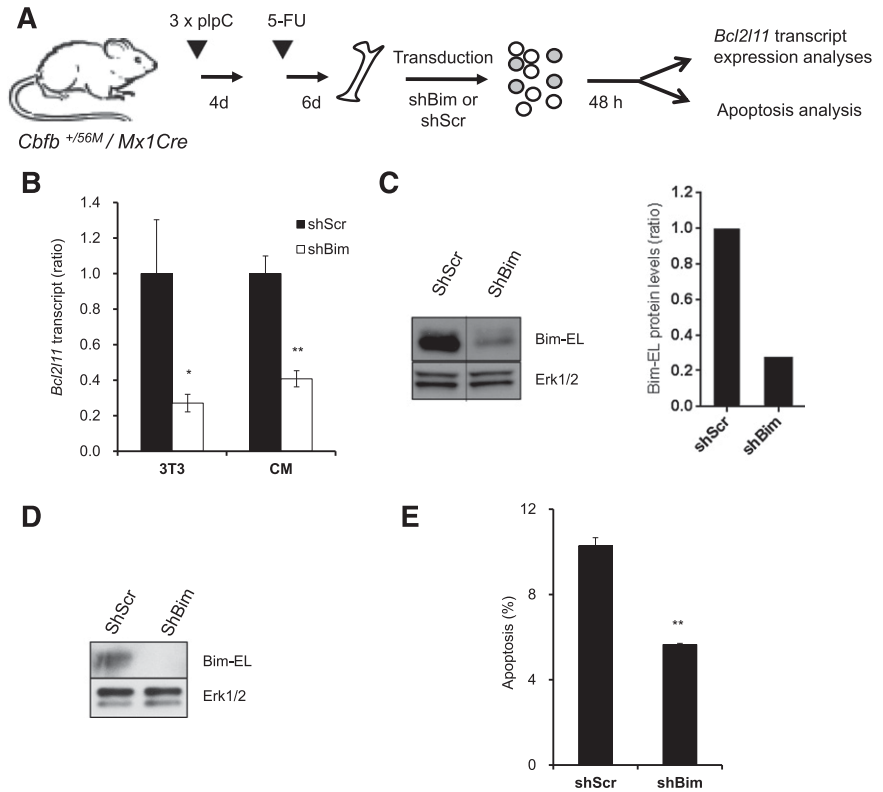 A
3 x pIpC
5-FU
4d
6d
Transduction
shBim or
shScr
48 h
Bcl2l11 transcript
expression analyses
Apoptosis analysis
Cbfb +/56M / Mx1Cre
B
Bcl2l11 transcript (ratio)
1.4
1.2
1.0
0.8
0.6
0.4
0.2
0.0
shScr
shBim
*
**
3T3
CM
C
ShScr
ShBim
Bim-EL
Erk1/2
Bim-EL protein levels (ratio)
1.2
1.0
0.8
0.6
0.4
0.2
0.0
shScr
shBim
D
ShScr
ShBim
Bim-EL
Erk1/2
E
Apoptosis (%)
12
8
4
0
**
shScr
shBim